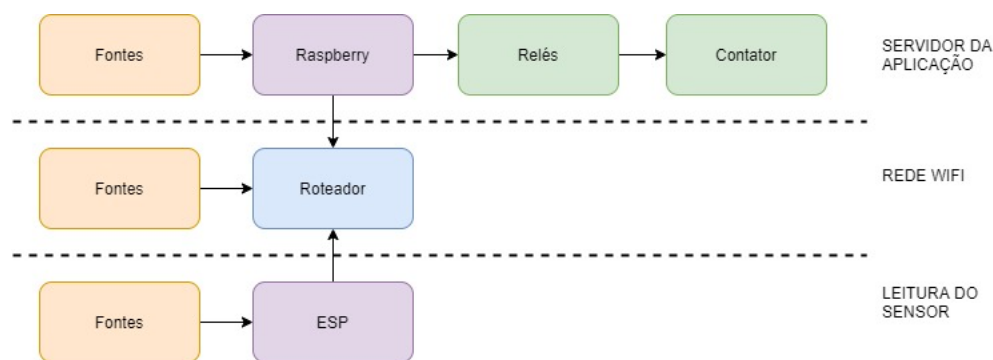 Fontes
Raspberry
Relés
Contator
SERVIDOR DA
APLICAÇÃO
Fontes
Roteador
REDE WIFI
Fontes
ESP
LEITURA DO
SENSOR